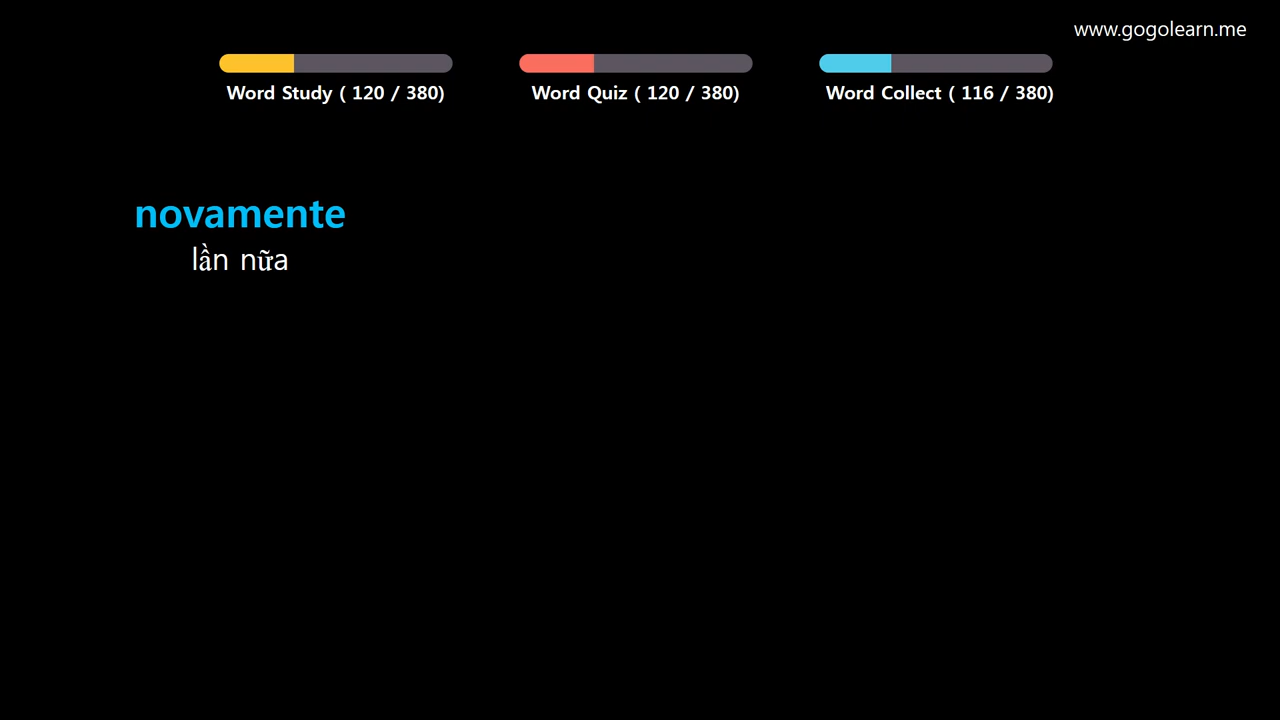 www.gogolearn.me
Word Study ( 120 / 380)
Word Quiz ( 120 / 380)
Word Collect ( 116 / 380)
novamente
lần nữa